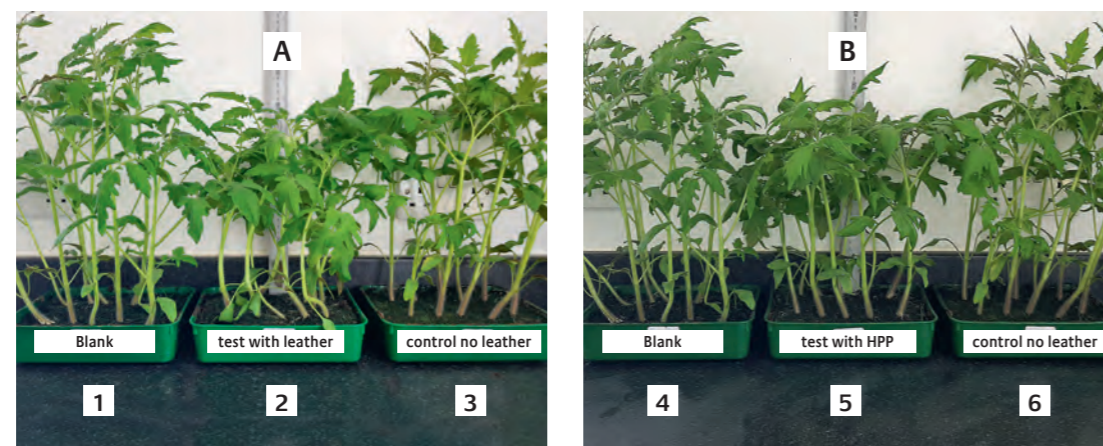 A
Blank
test with leather
control no leather
1
2
3
B
Blank
test with HPP
control no leather
4
5
6